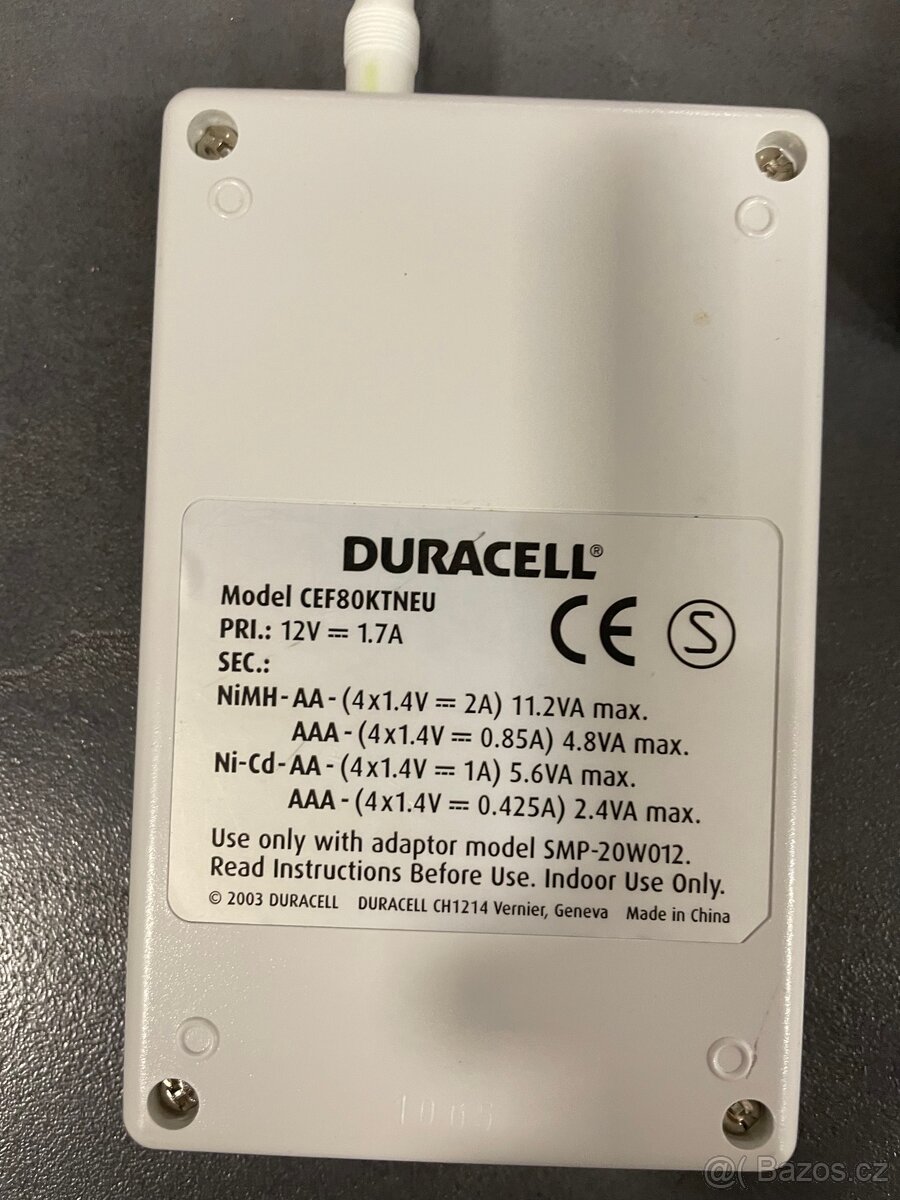 DURACELL®
Model CEF80KTNEU
PRI.: 12V ⎓ 1.7A
SEC.:
NiMH-AA-(4x1.4V ⎓ 2A) 11.2VA max.
AAA-(4x1.4V ⎓ 0.85A) 4.8VA max.
Ni-Cd-AA-(4x1.4V ⎓ 1A) 5.6VA max.
AAA-(4x1.4V ⎓ 0.425A) 2.4VA max.
CE S
Use only with adaptor model SMP-20W012.
Read Instructions Before Use. Indoor Use Only.
© 2003 DURACELL DURACELL CH1214 Vernier, Geneva Made in China
@( Bazos.cz